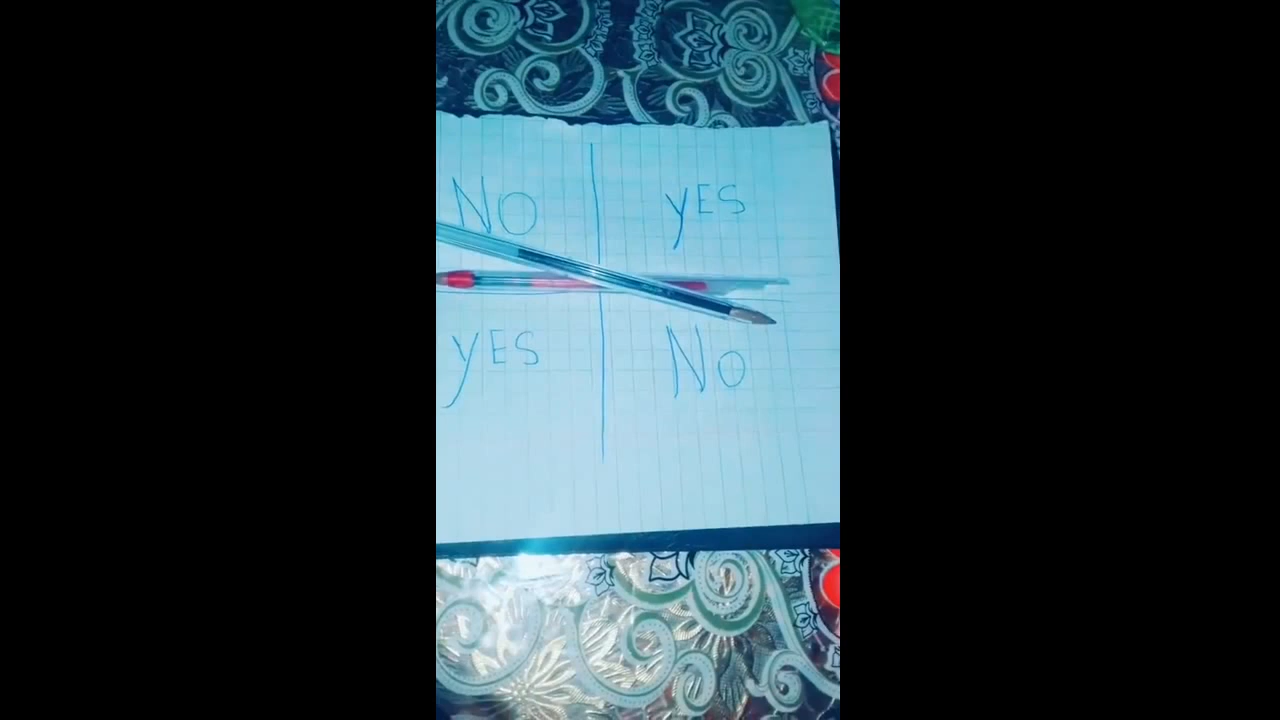 NO YES
YES NO